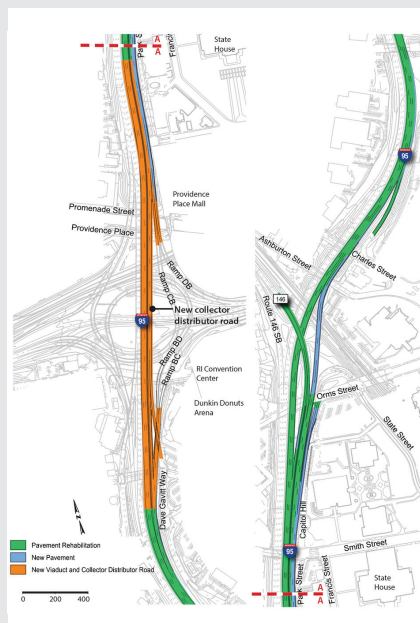 Park S
Francis
A
A
State
House
Providence
Place Mall
Promenade Street
Providence Place
Ramp DB
Ramp CB
New collector
distributor road
95
Ramp BD
Ramp BC
RI Convention
Center
Dunkin Donuts
Arena
Dave Gavitt Way
N
Pavement Rehabilitation
New Pavement
New Viaduct and Collector Distributor Road
0 200 400
95
Ashburton Street
Charles Street
146
Route 146 SB
Orms Street
State Street
Capitol Hill
95
Smith Street
Park Street
Francis Street
State
House
A
A